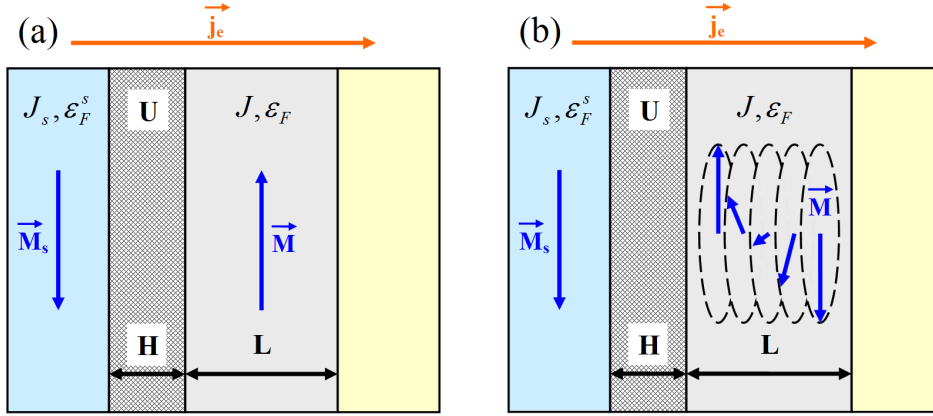 (a)
j_e
J_s, ε_F^s
U
J, ε_F
M_s
M
H
L
(b)
j_e
J_s, ε_F^s
U
J, ε_F
M_s
M
H
L